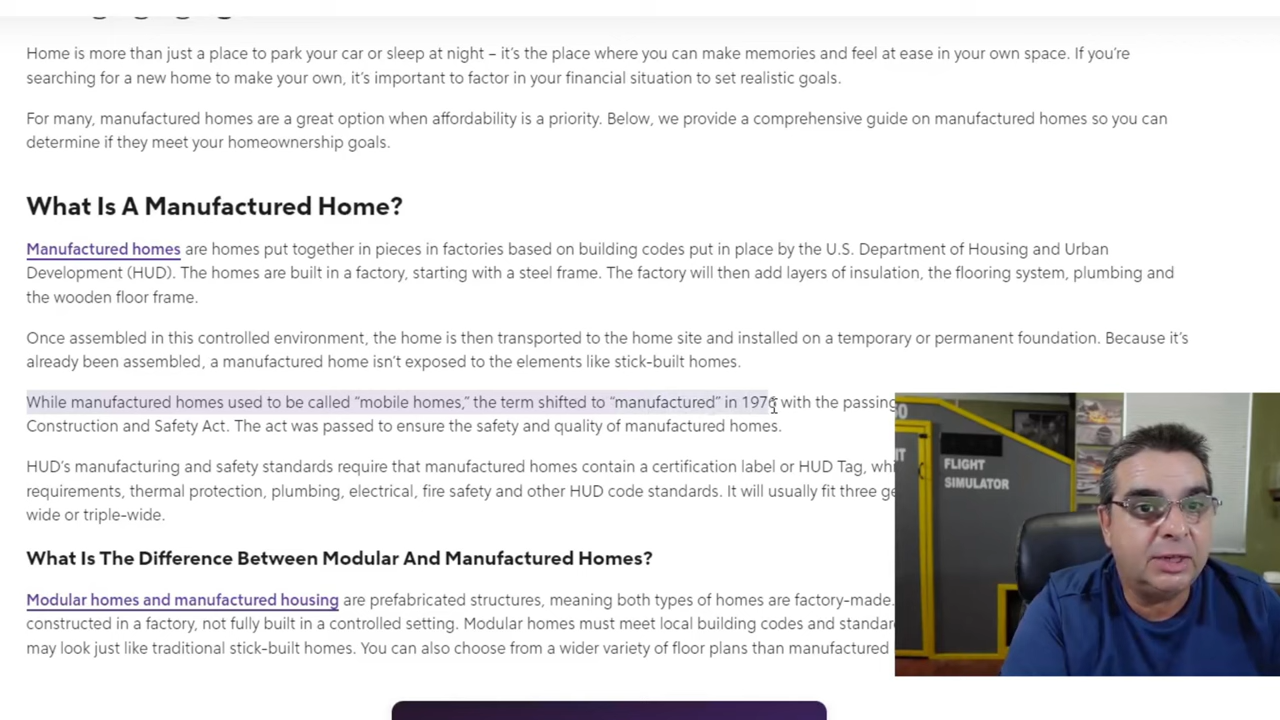 Home is more than just a place to park your car or sleep at night – it's the place where you can make memories and feel at ease in your own space. If you're
searching for a new home to make your own, it's important to factor in your financial situation to set realistic goals.
For many, manufactured homes are a great option when affordability is a priority. Below, we provide a comprehensive guide on manufactured homes so you can
determine if they meet your homeownership goals.
What Is A Manufactured Home?
Manufactured homes are homes put together in pieces in factories based on building codes put in place by the U.S. Department of Housing and Urban
Development (HUD). The homes are built in a factory, starting with a steel frame. The factory will then add layers of insulation, the flooring system, plumbing and
the wooden floor frame.
Once assembled in this controlled environment, the home is then transported to the home site and installed on a temporary or permanent foundation. Because it's
already been assembled, a manufactured home isn't exposed to the elements like stick-built homes.
While manufactured homes used to be called “mobile homes,” the term shifted to “manufactured” in 1976 with the passing
Construction and Safety Act. The act was passed to ensure the safety and quality of manufactured homes.
HUD's manufacturing and safety standards require that manufactured homes contain a certification label or HUD Tag, whi
requirements, thermal protection, plumbing, electrical, fire safety and other HUD code standards. It will usually fit three ge
wide or triple-wide.
What Is The Difference Between Modular And Manufactured Homes?
Modular homes and manufactured housing are prefabricated structures, meaning both types of homes are factory-made.
constructed in a factory, not fully built in a controlled setting. Modular homes must meet local building codes and standar
may look just like traditional stick-built homes. You can also choose from a wider variety of floor plans than manufactured
FLIGHT
SIMULATOR